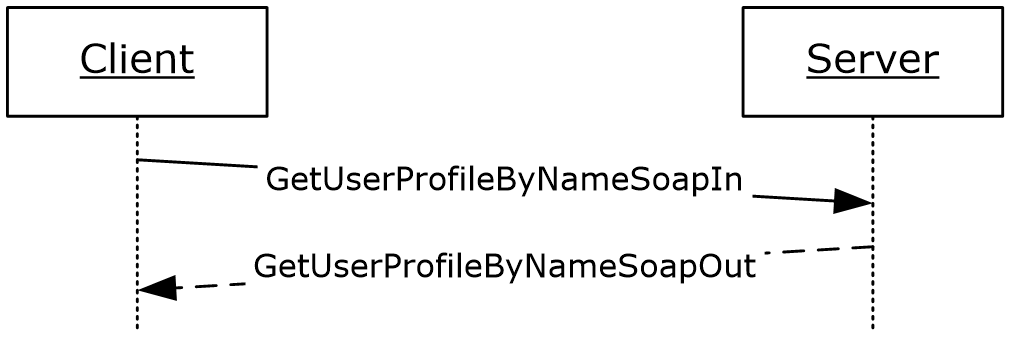 Client
Server
GetUserProfileByNameSoapIn
GetUserProfileByNameSoapOut